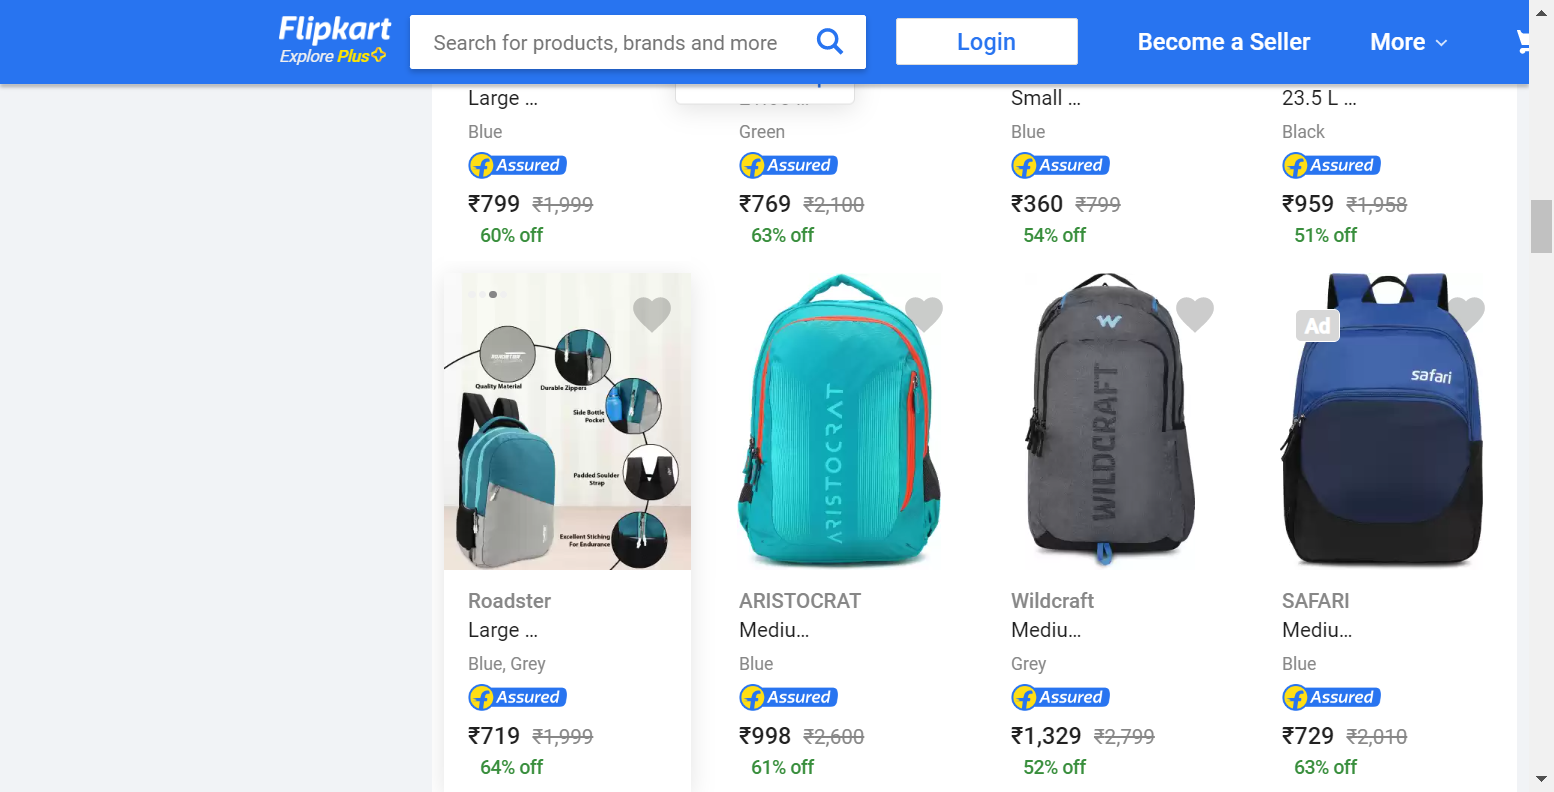 Flipkart
Explore Plus
Search for products, brands and more
Login
Become a Seller
More
Large ...
Small ...
23.5 L ...
Blue
Green
Blue
Black
Assured
Assured
Assured
Assured
₹799 ₹1,999
₹769 ₹2,100
₹360 ₹799
₹959 ₹1,958
60% off
63% off
54% off
51% off
ROADSTER
Quality Material
Durable Zippers
Side Bottle
Pocket
Padded Soulder
Strap
Excellent Stiching
For Endurance
ARISTOCRAT
WILDCRAFT
Ad
safari
Roadster
ARISTOCRAT
Wildcraft
SAFARI
Large ...
Mediu...
Mediu...
Mediu...
Blue, Grey
Blue
Grey
Blue
Assured
Assured
Assured
Assured
₹719 ₹1,999
₹998 ₹2,600
₹1,329 ₹2,799
₹729 ₹2,010
64% off
61% off
52% off
63% off